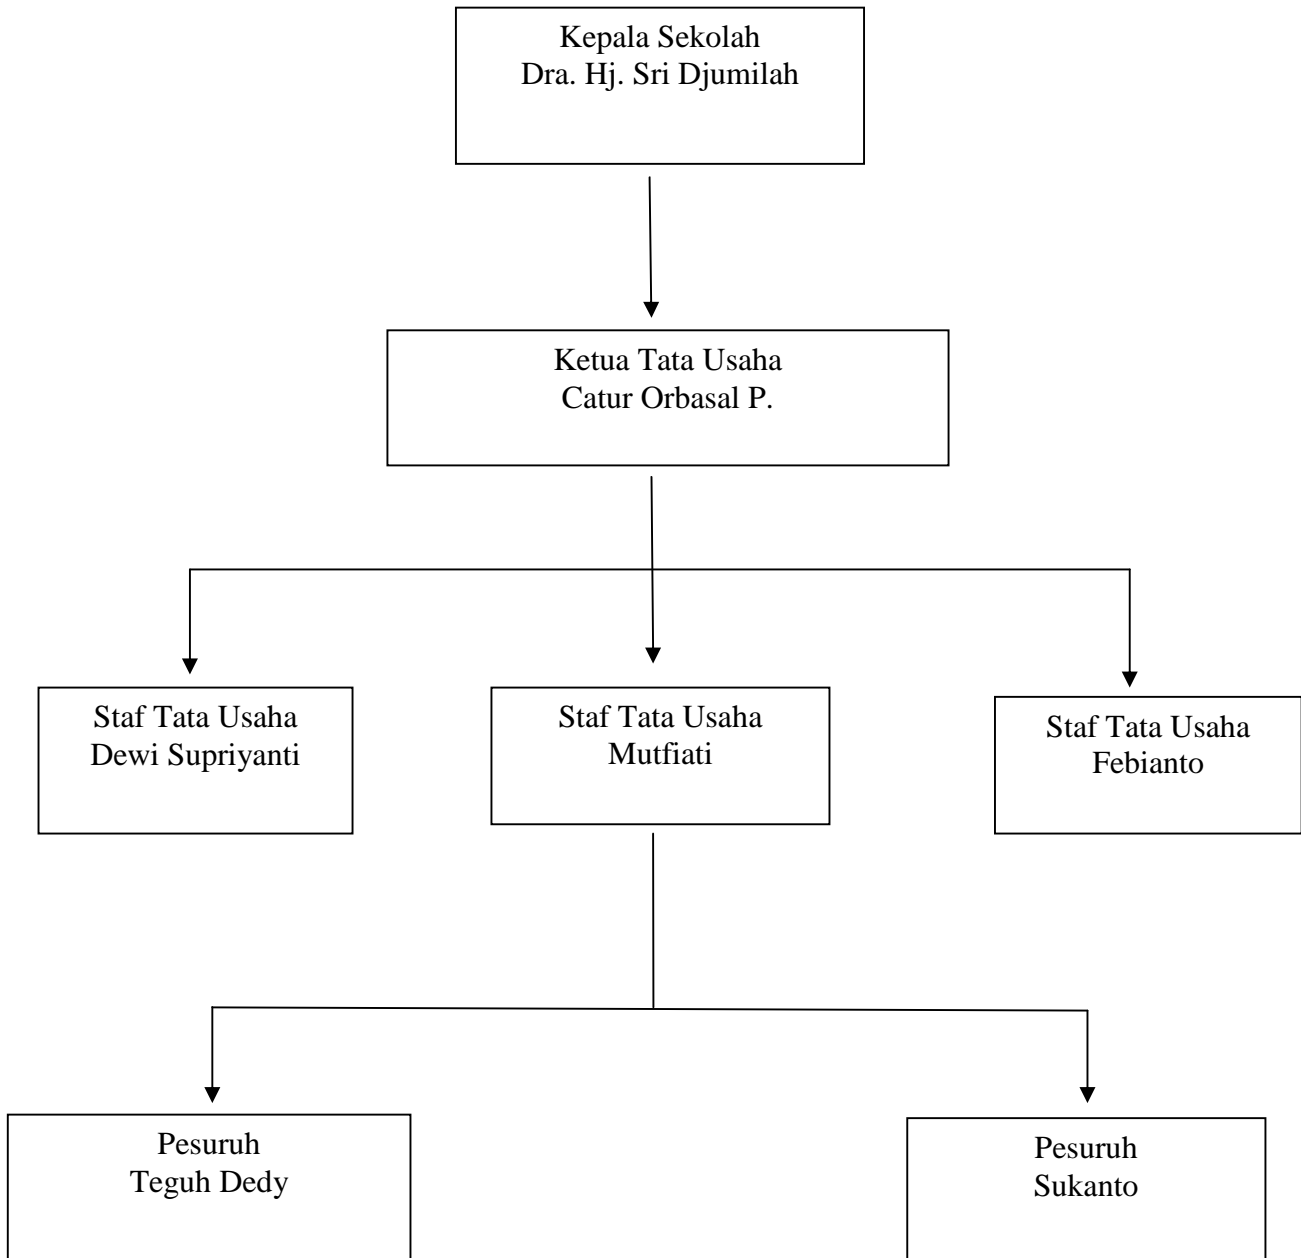 Kepala Sekolah
Dra. Hj. Sri Djumilah
Ketua Tata Usaha
Catur Orbasal P.
Staf Tata Usaha
Dewi Supriyanti
Staf Tata Usaha
Mutfiati
Staf Tata Usaha
Febianto
Pesuruh
Teguh Dedy
Pesuruh
Sukanto